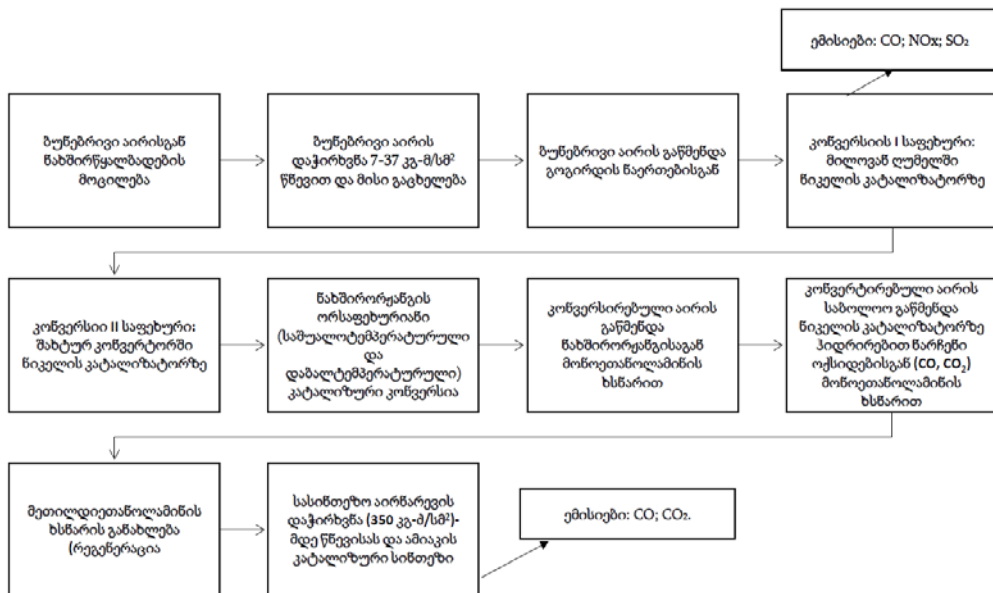 ემისიები: CO; NOx; SO₂
ბუნებრივი აირისგან
ნახშირწყალბადების
მოცილება
ბუნებრივი აირის
დაჭირხვნა 7-37 კგ-მ/სმ²
წნევით და მისი გაცხელება
ბუნებრივი აირის გაწმენდა
გოგირდის ნაერთებისგან
კონვერსიის I საფეხური:
მილოვან ღუმელში
ნიკელის კატალიზატორზე
კონვერსიი II საფეხური:
შახტურ კონვერტორში
ნიკელის კატალიზატორზე
ნახშირორჟანგის
ორსაფეხურიანი
(საშუალოტემპერატურული
და
დაბალტემპერატურული)
კატალიზური კონვერსია
კონვერსირებული აირის
გაწმენდა
ნახშირორჟანგისაგან
მონოეთანოლამინის
ხსნარით
კონვერტირებული აირის
საბოლოო გაწმენდა
ნიკელის კატალიზატორზე
ჰიდრირებით ნარჩენი
ოქსიდებისგან (CO, CO₂)
მონოეთანოლამინის
ხსნარით
მეთილდიეთანოლამინის
ხსნარის განახლება
(რეგენერაცია
სასინთეზო აირნარევის
დაჭირხვნა (350 კგ-მ/სმ²)-
მდე წნევისას და ამიაკის
კატალიზური სინთეზი
ემისიები: CO; CO₂.